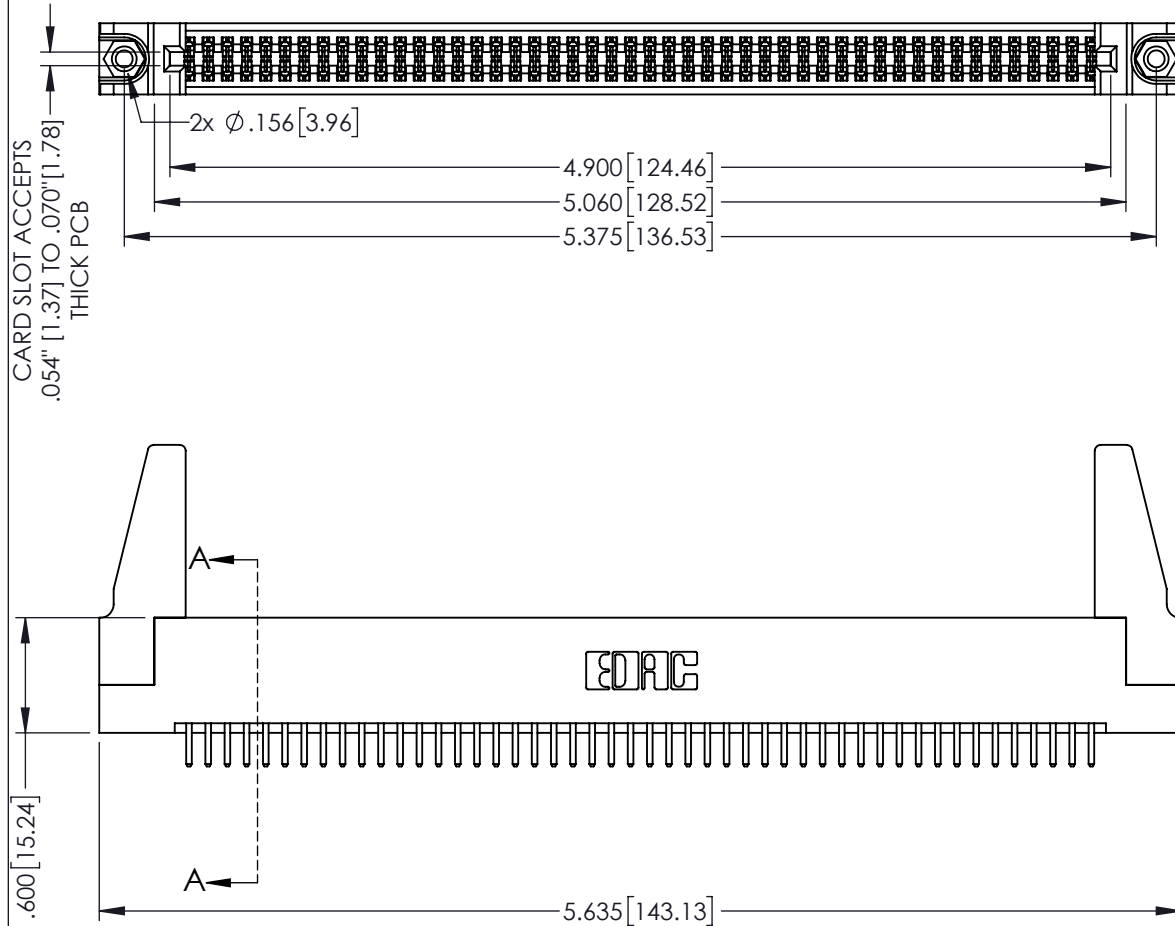 2x Ø.156[3.96]
4.900[124.46]
5.060[128.52]
5.375[136.53]
CARD SLOT ACCEPTS
.054" [1.37] TO .070"[1.78]
THICK PCB
A
EDAC
A
.600[15.24]
5.635[143.13]